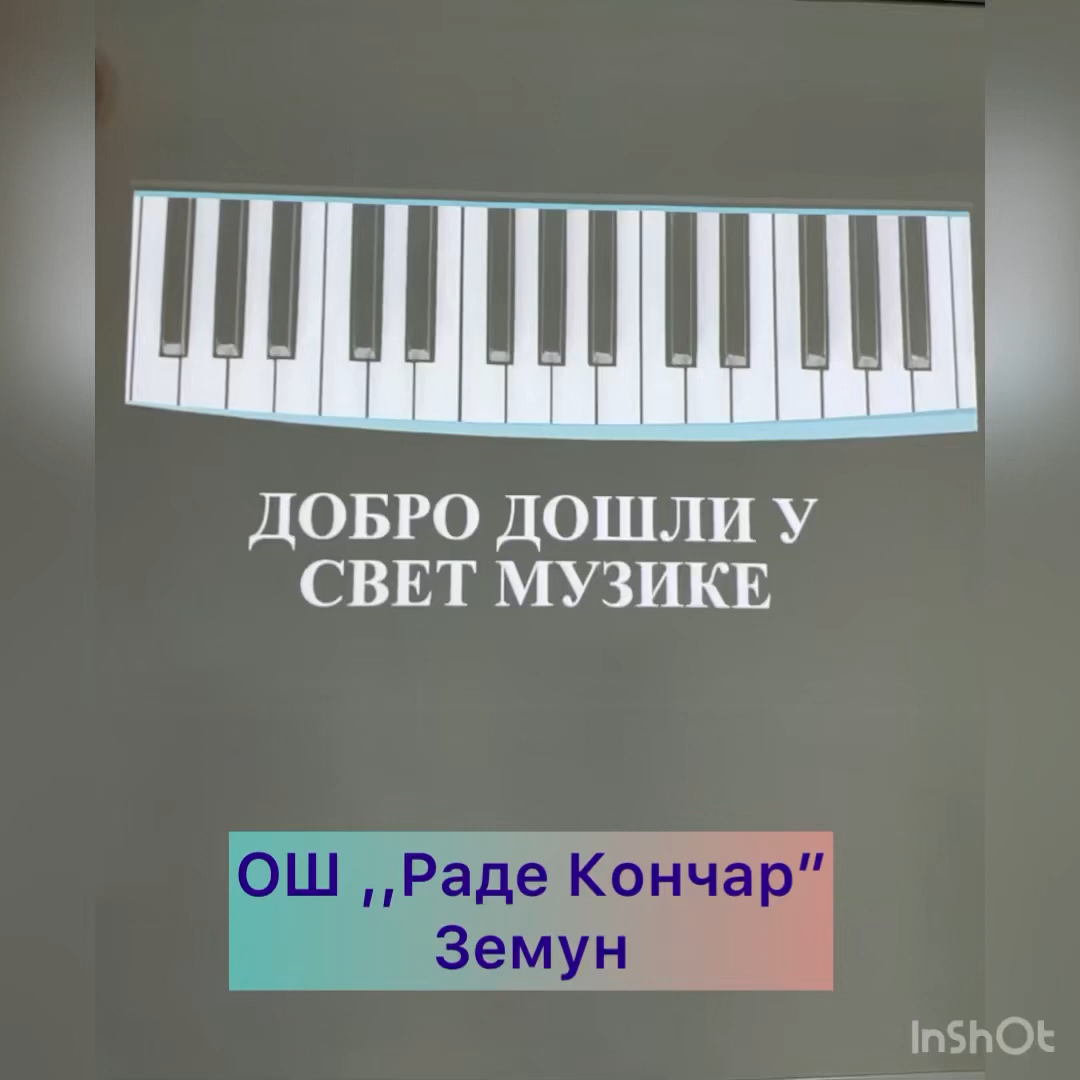 ДОБРО ДОШЛИ У
СВЕТ МУЗИКЕ
ОШ ,,Раде Кончар"
Земун
InShOt